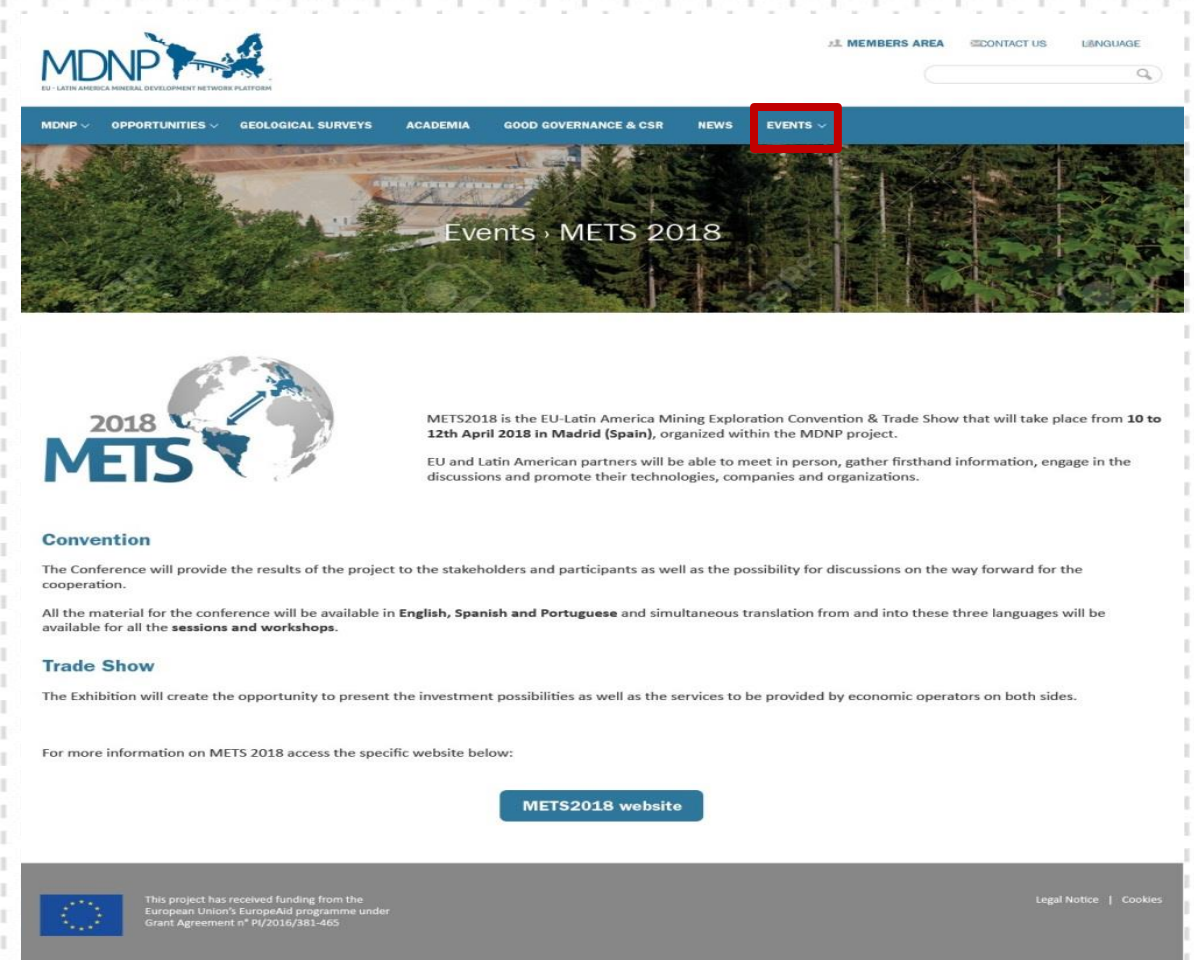 MDNP
EU - LATIN AMERICA MINERAL DEVELOPMENT NETWORK PLATFORM
MEMBERS AREA CONTACT US LANGUAGE
MDNP OPPORTUNITIES GEOLOGICAL SURVEYS ACADEMIA GOOD GOVERNANCE & CSR NEWS EVENTS
Events › METS 2018
2018
METS
METS2018 is the EU-Latin America Mining Exploration Convention & Trade Show that will take place from 10 to
12th April 2018 in Madrid (Spain), organized within the MDNP project.
EU and Latin American partners will be able to meet in person, gather firsthand information, engage in the
discussions and promote their technologies, companies and organizations.
Convention
The Conference will provide the results of the project to the stakeholders and participants as well as the possibility for discussions on the way forward for the
cooperation.
All the material for the conference will be available in English, Spanish and Portuguese and simultaneous translation from and into these three languages will be
available for all the sessions and workshops.
Trade Show
The Exhibition will create the opportunity to present the investment possibilities as well as the services to be provided by economic operators on both sides.
For more information on METS 2018 access the specific website below:
METS2018 website
This project has received funding from the
European Union's EuropeAid programme under
Grant Agreement n° PI/2016/381-465
Legal Notice | Cookies